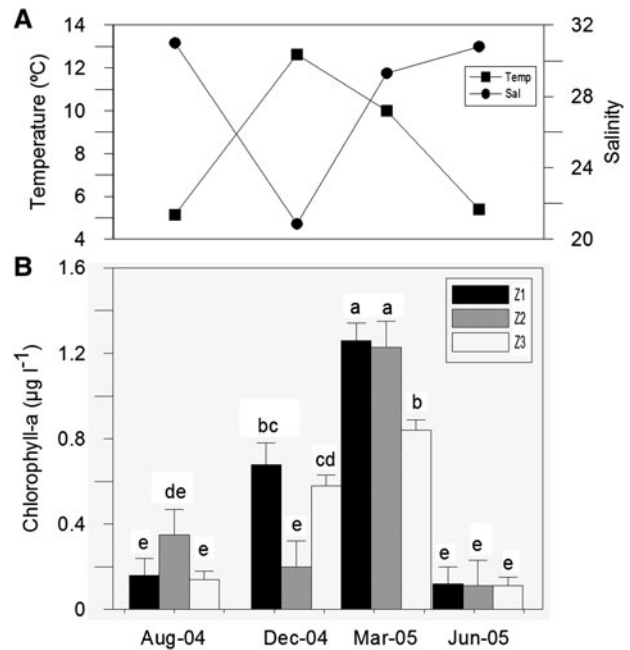 A
Temperature (ºC)
14
12
10
8
6
4
Salinity
32
28
24
20
Temp
Sal
B
Chlorophyll-a (µg l-1)
1.6
1.2
0.8
0.4
0
Z1
Z2
Z3
e
de
e
bc
e
cd
a
a
b
e
e
e
Aug-04
Dec-04
Mar-05
Jun-05